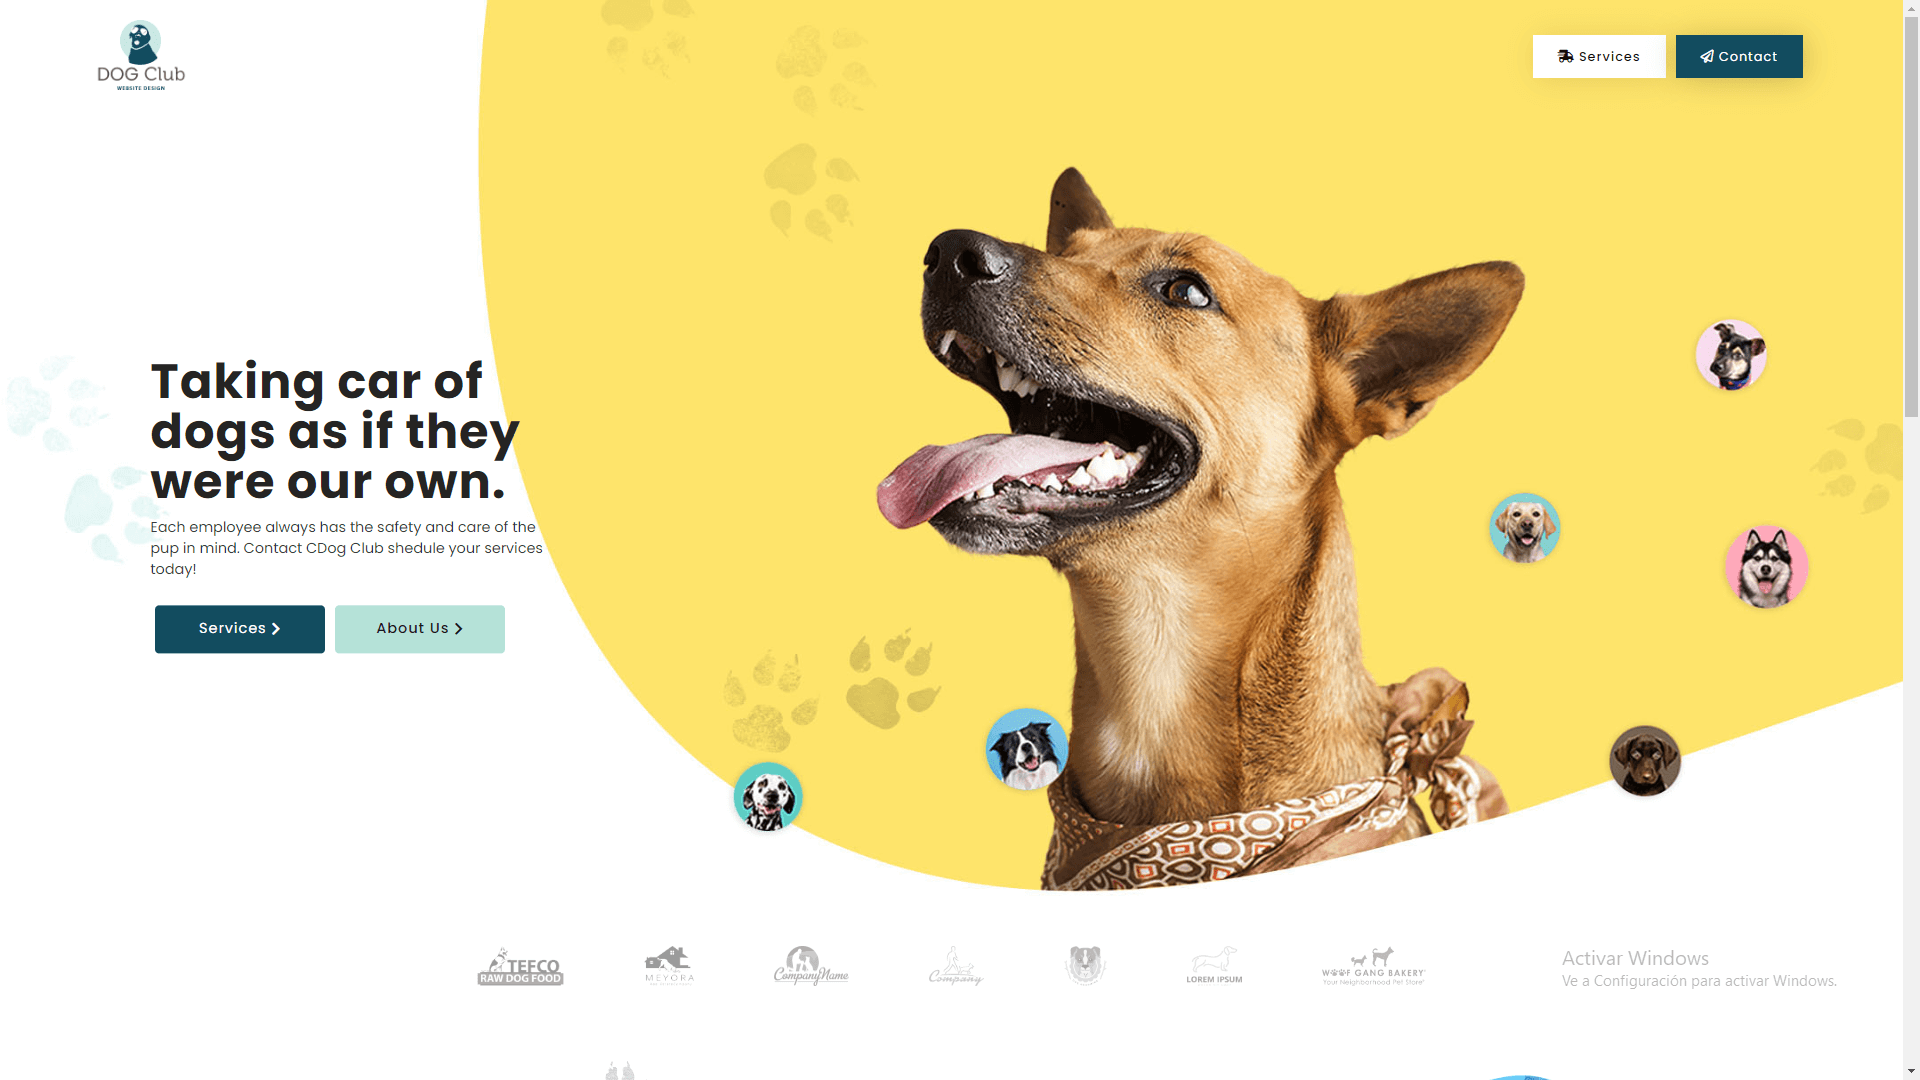 DOG Club
WEBSITE DESIGN
Services
Contact
Taking car of
dogs as if they
were our own.
Each employee always has the safety and care of the
pup in mind. Contact CDog Club shedule your services
today!
Services
About Us
TEFCO
RAW DOG FOOD
MEYORA
CompanyName
Company
LOREM IPSUM
WOOF GANG BAKERY
Your Neighborhood Pet Store
Activar Windows
Ve a Configuración para activar Windows.